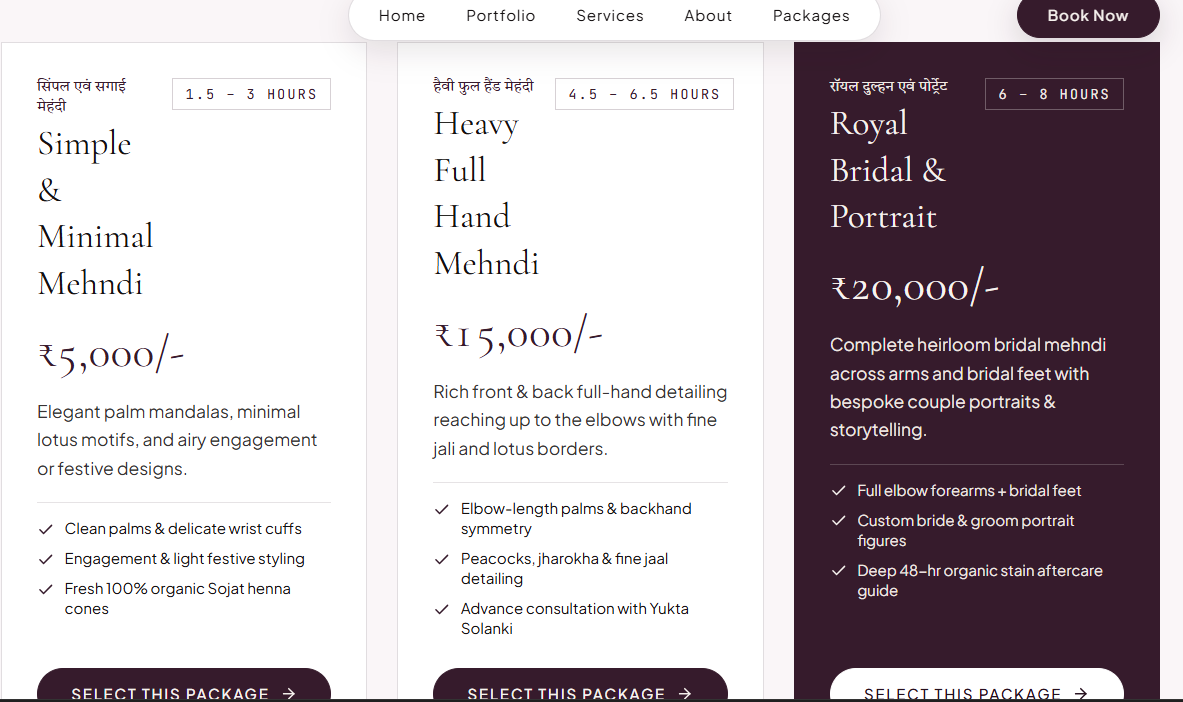 Home Portfolio Services About Packages
Book Now
सिंपल एवं सगाई
मेहंदी
1.5 – 3 HOURS
Simple
&
Minimal
Mehndi
₹5,000/-
Elegant palm mandalas, minimal
lotus motifs, and airy engagement
or festive designs.
Clean palms & delicate wrist cuffs
Engagement & light festive styling
Fresh 100% organic Sojat henna
cones
SELECT THIS PACKAGE →
हैवी फुल हैंड मेहंदी
4.5 – 6.5 HOURS
Heavy
Full
Hand
Mehndi
₹15,000/-
Rich front & back full-hand detailing
reaching up to the elbows with fine
jali and lotus borders.
Elbow-length palms & backhand
symmetry
Peacocks, jharokha & fine jaal
detailing
Advance consultation with Yukta
Solanki
SELECT THIS PACKAGE →
रॉयल दुल्हन एवं पोर्ट्रेट
6 – 8 HOURS
Royal
Bridal &
Portrait
₹20,000/-
Complete heirloom bridal mehndi
across arms and bridal feet with
bespoke couple portraits &
storytelling.
Full elbow forearms + bridal feet
Custom bride & groom portrait
figures
Deep 48-hr organic stain aftercare
guide
SELECT THIS PACKAGE →